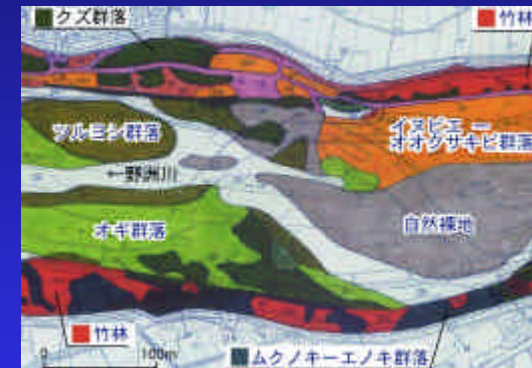 クズ群落
竹林
ツルヨシ群落
イヌビエー
オオクサキビ群落
←野洲川
オギ群落
自然裸地
竹林
0 100m
ムクノキーエノキ群落